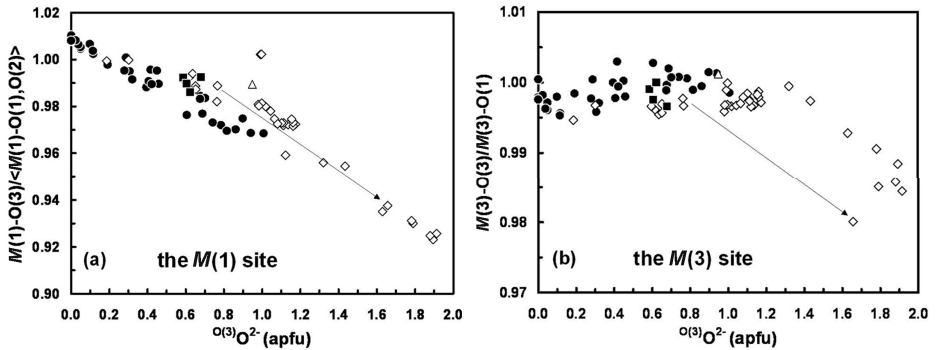 1.02
1.00
0.98
0.96
0.94
0.92
0.90
M(1)-O(3)/<M(1)-O(1),O(2)>
(a) the M(1) site
0.0 0.2 0.4 0.6 0.8 1.0 1.2 1.4 1.6 1.8 2.0
O(3)O2- (apfu)
1.01
1.00
0.99
0.98
0.97
M(3)-O(3)/M(3)-O(1)
(b) the M(3) site
0.0 0.2 0.4 0.6 0.8 1.0 1.2 1.4 1.6 1.8 2.0
O(3)O2- (apfu)